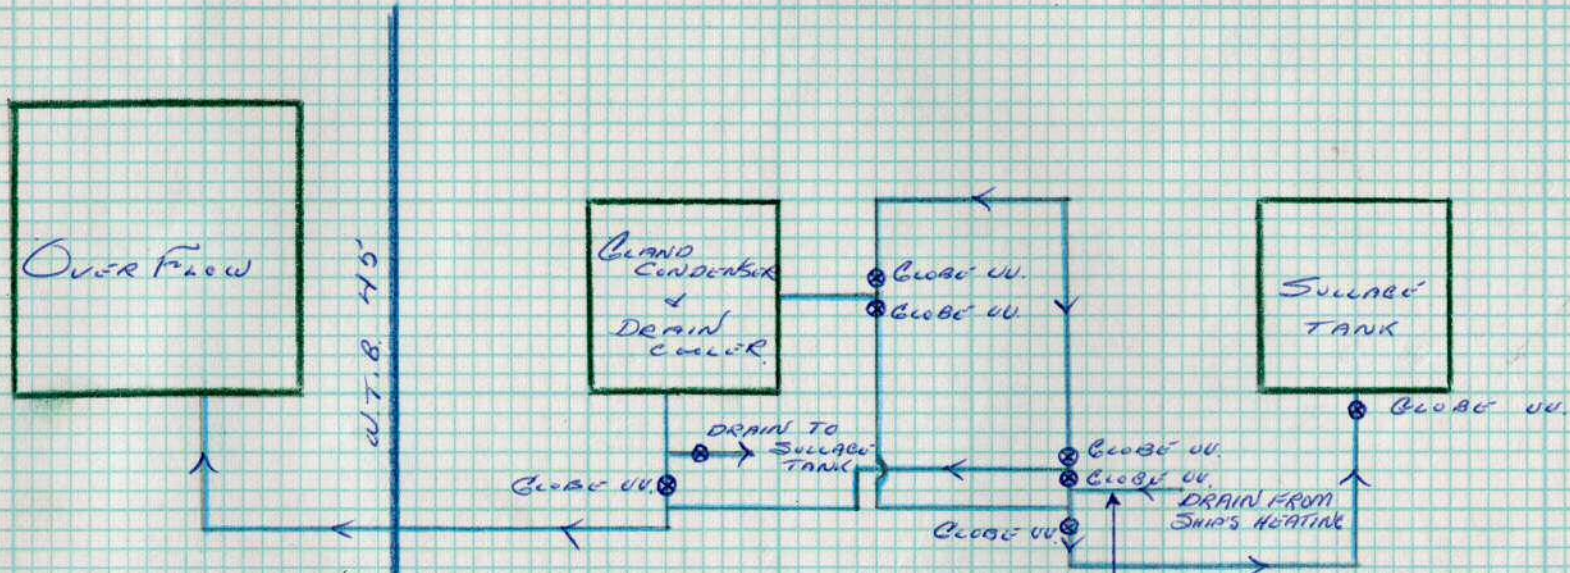 OVER FLOW
W.T.B. 45'
GLAND
CONDENSER
&
DRAIN
COOLER.
GLOBE VV.
GLOBE VV.
SULLAGE
TANK
GLOBE VV.
DRAIN TO
SULLAGE
TANK
GLOBE VV.
GLOBE VV.
GLOBE VV.
DRAIN FROM
SHIP'S HEATING
GLOBE VV.